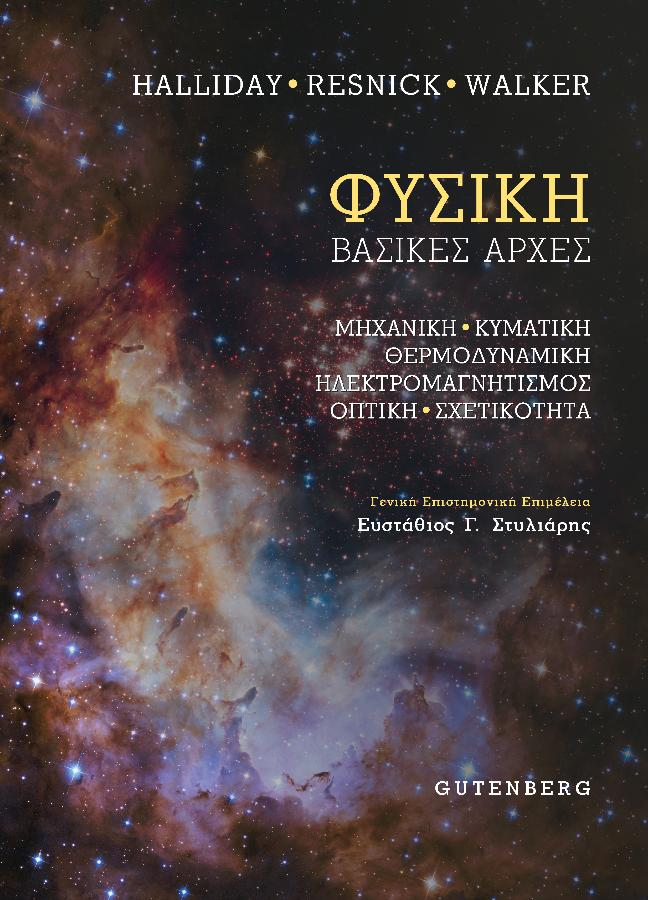 HALLIDAY • RESNICK • WALKER
ΦΥΣΙΚΗ
ΒΑΣΙΚΕΣ ΑΡΧΕΣ
ΜΗΧΑΝΙΚΗ • ΚΥΜΑΤΙΚΗ
ΘΕΡΜΟΔΥΝΑΜΙΚΗ
ΗΛΕΚΤΡΟΜΑΓΝΗΤΙΣΜΟΣ
ΟΠΤΙΚΗ • ΣΧΕΤΙΚΟΤΗΤΑ
Γενική Επιστημονική Επιμέλεια
Ευστάθιος Γ. Στυλιάρης
GUTENBERG